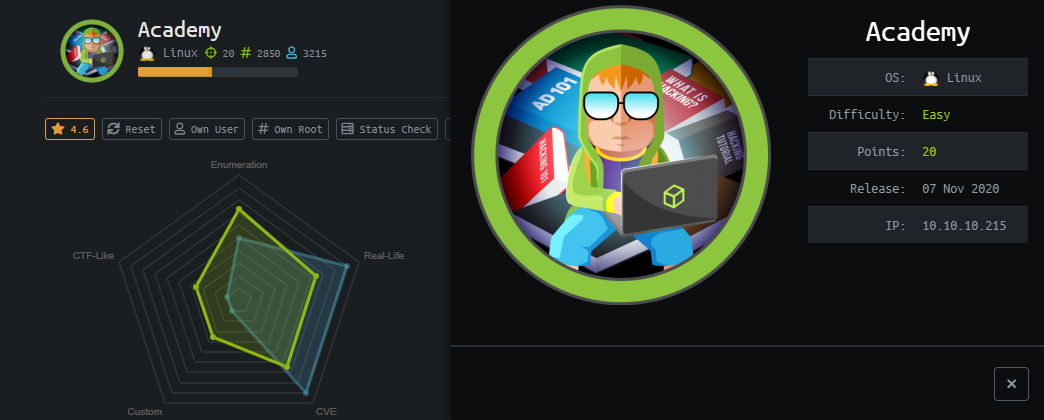 Academy
Linux 20 2850 3215
4.6 Reset Own User Own Root Status Check
Enumeration
CTF-Like
Real-Life
Custom
CVE
AD 101
WHAT IS HACKING?
HACKING 101
HACKING TUTORIAL
Academy
OS: Linux
Difficulty: Easy
Points: 20
Release: 07 Nov 2020
IP: 10.10.10.215
×